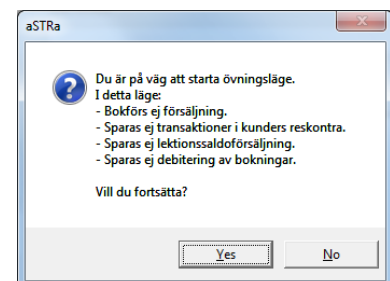 aSTRa
Du är på väg att starta övningsläge.
I detta läge:
- Bokförs ej försäljning.
- Sparas ej transaktioner i kunders reskontra.
- Sparas ej lektionssaldoförsäljning.
- Sparas ej debitering av bokningar.
Vill du fortsätta?
Yes
No